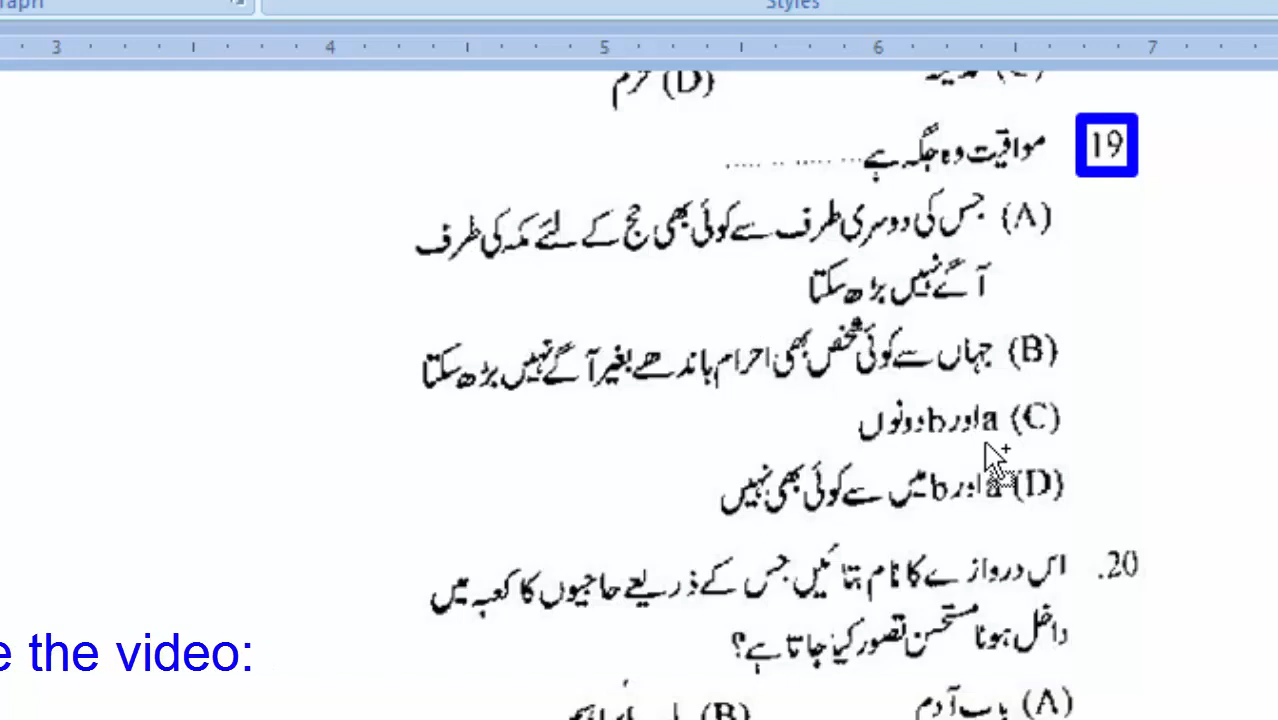 Styles
3 4 5 6 7
(D) حرم
19 مواقیت وہ جگہ ہے ..............
(A) جس کی دوسری طرف سے کوئی بھی حج کے لئے مکہ کی طرف
آگے نہیں بڑھ سکتا
(B) جہاں سے کوئی شخص بھی احرام باندھے بغیر آگے نہیں بڑھ سکتا
(C) a اور b دونوں
(D) a اور b میں سے کوئی بھی نہیں
20. اس دروازے کا نام بتائیں جس کے ذریعے حاجیوں کا کعبہ میں
داخل ہونا مستحسن تصور کیا جاتا ہے؟
(A) باب آدم (B)
e the video: